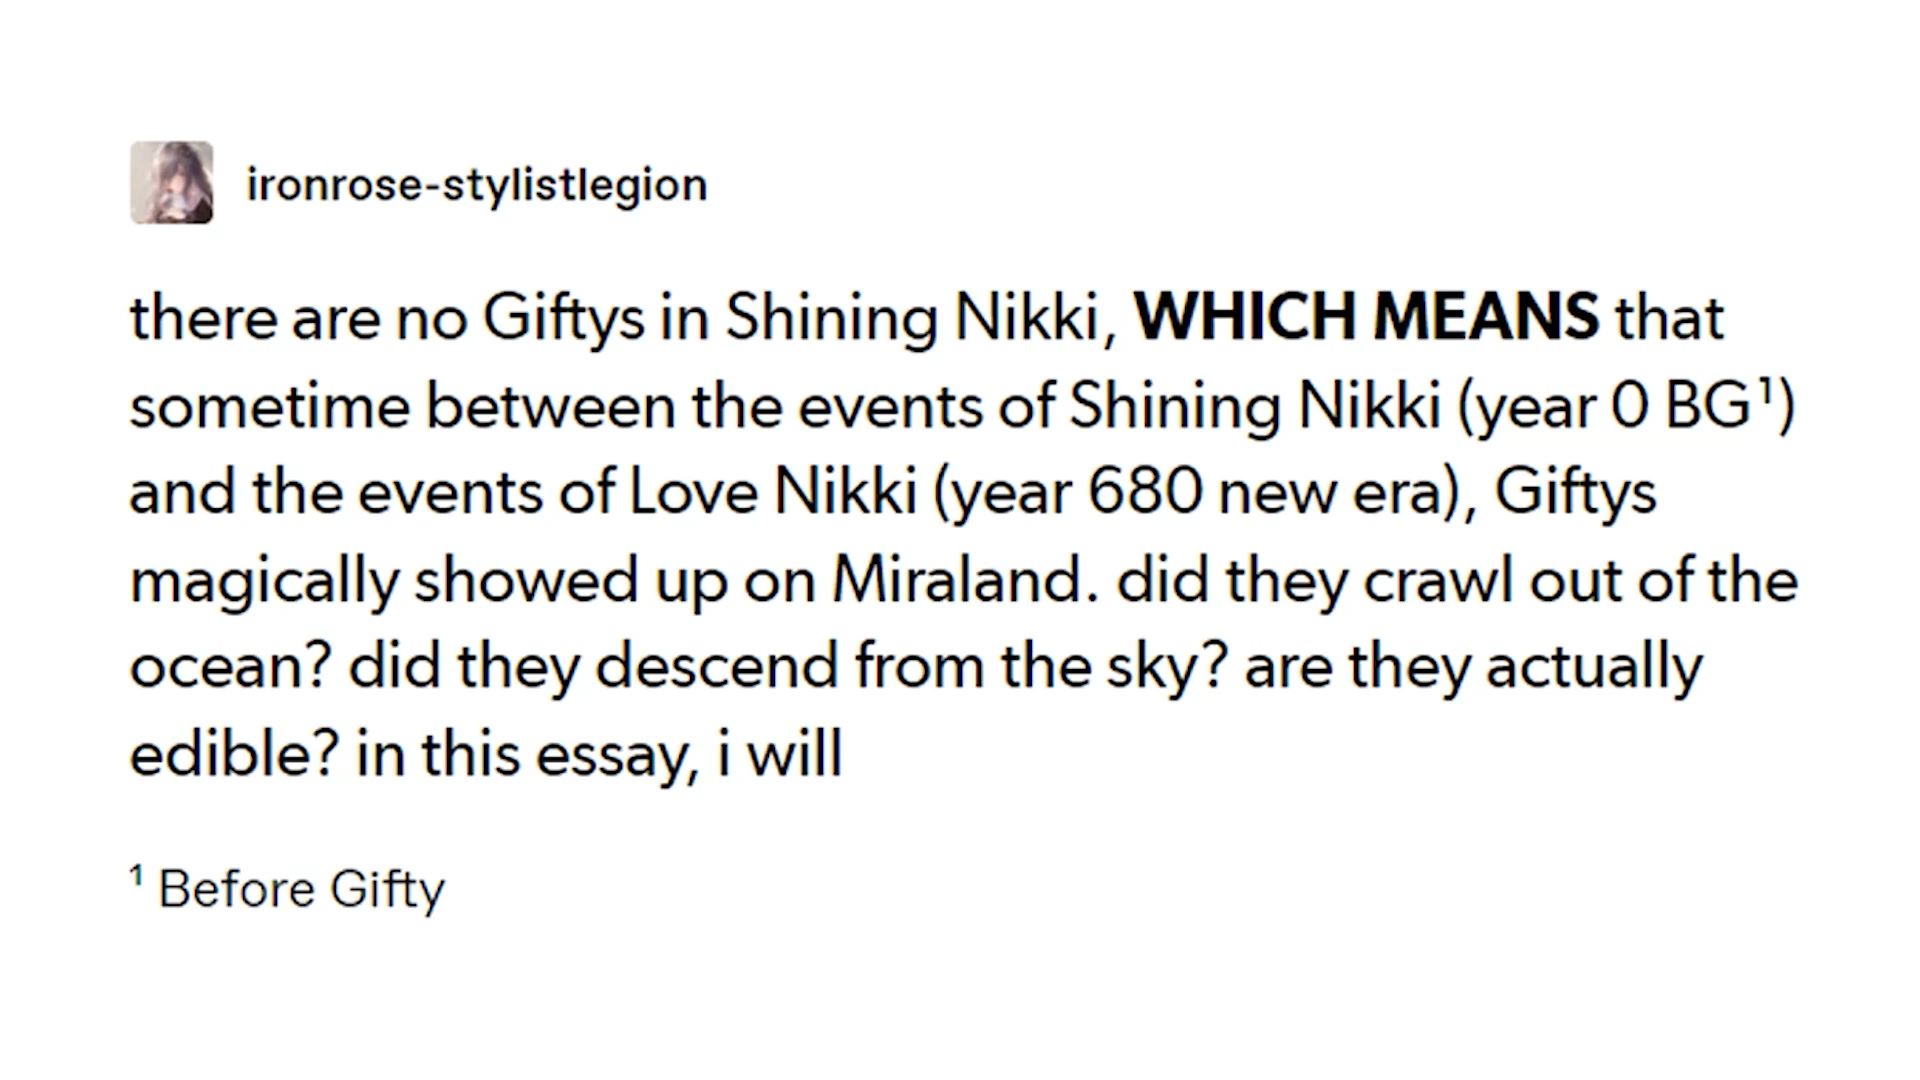 ironrose-stylistlegion
there are no Giftys in Shining Nikki, WHICH MEANS that
sometime between the events of Shining Nikki (year 0 BG¹)
and the events of Love Nikki (year 680 new era), Giftys
magically showed up on Miraland. did they crawl out of the
ocean? did they descend from the sky? are they actually
edible? in this essay, i will
¹ Before Gifty